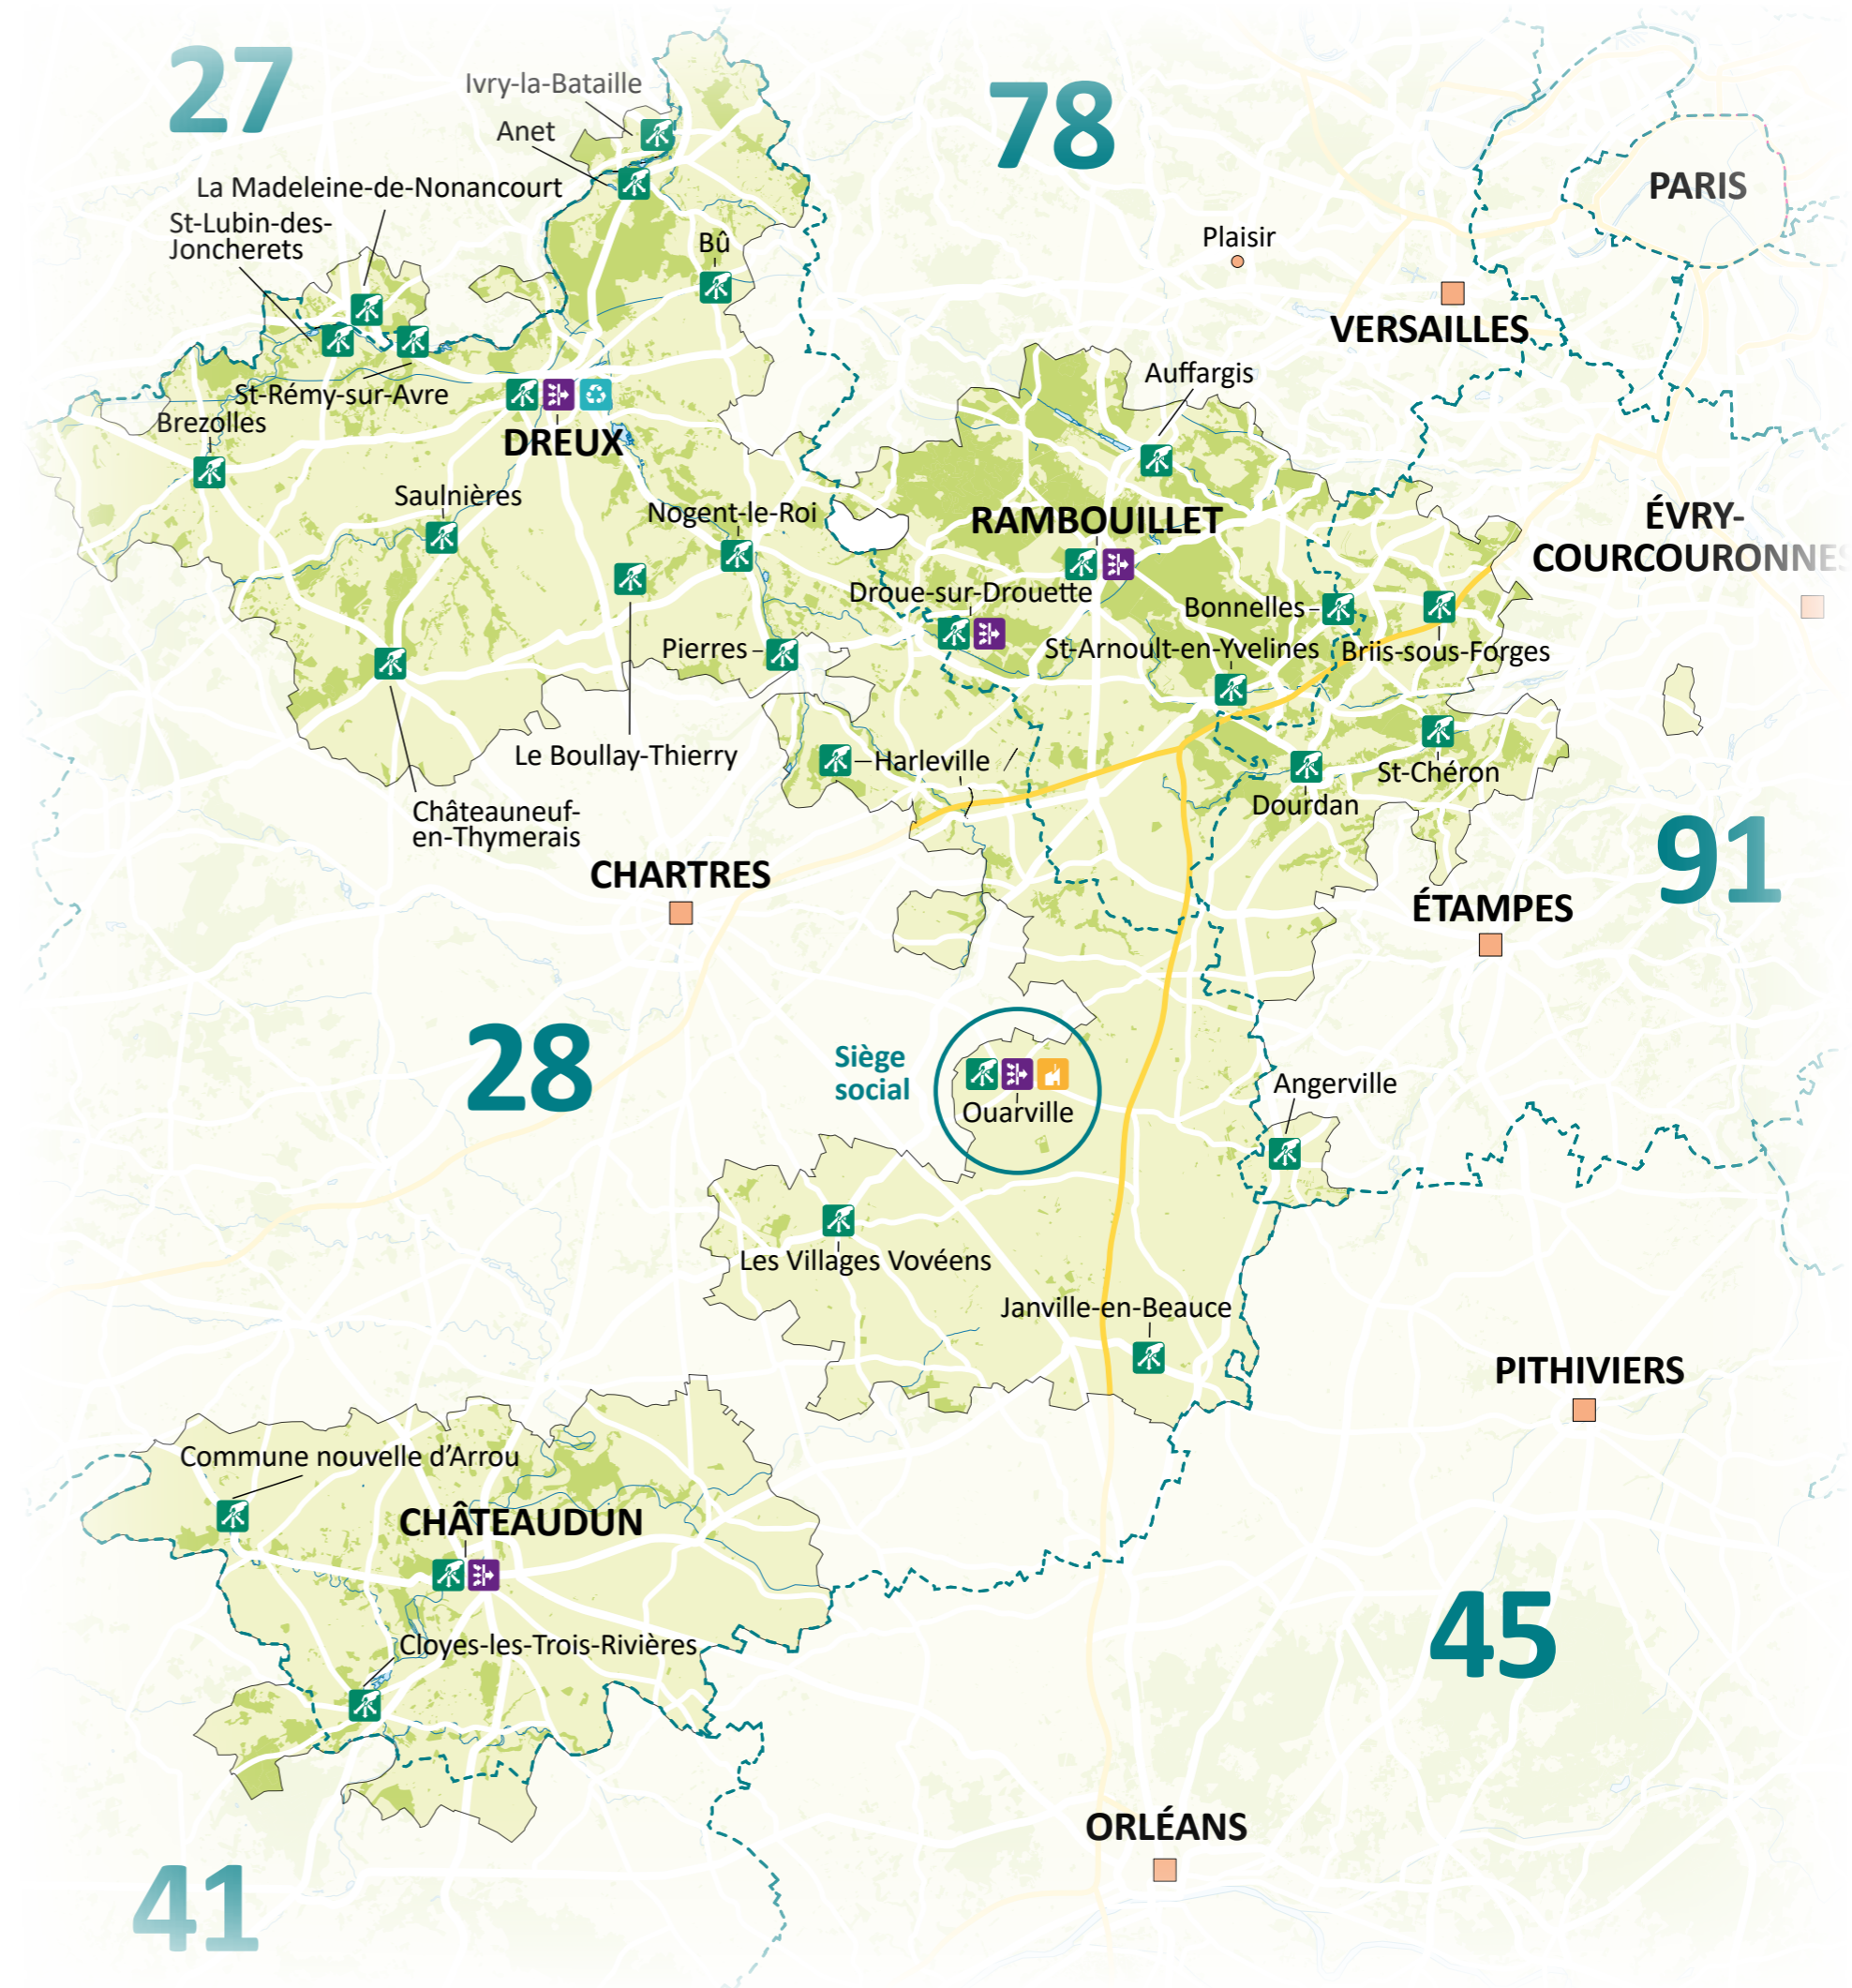 27
Ivry-la-Bataille
78
Anet
La Madeleine-de-Nonancourt
PARIS
St-Lubin-des-
Joncherets
Bû
Plaisir
VERSAILLES
Auffargis
St-Rémy-sur-Avre
Brezolles
DREUX
Saulnières
Nogent-le-Roi
RAMBOUILLET
ÉVRY-
COURCOURONNES
Droue-sur-Drouette
Bonnelles
Pierres
St-Arnoult-en-Yvelines
Briis-sous-Forges
Le Boullay-Thierry
Harleville
St-Chéron
Dourdan
Châteauneuf-
en-Thymerais
CHARTRES
91
ÉTAMPES
28
Siège
social
Ouarville
Angerville
Les Villages Vovéens
Janville-en-Beauce
PITHIVIERS
Commune nouvelle d'Arrou
CHÂTEAUDUN
45
Cloyes-les-Trois-Rivières
ORLÉANS
41